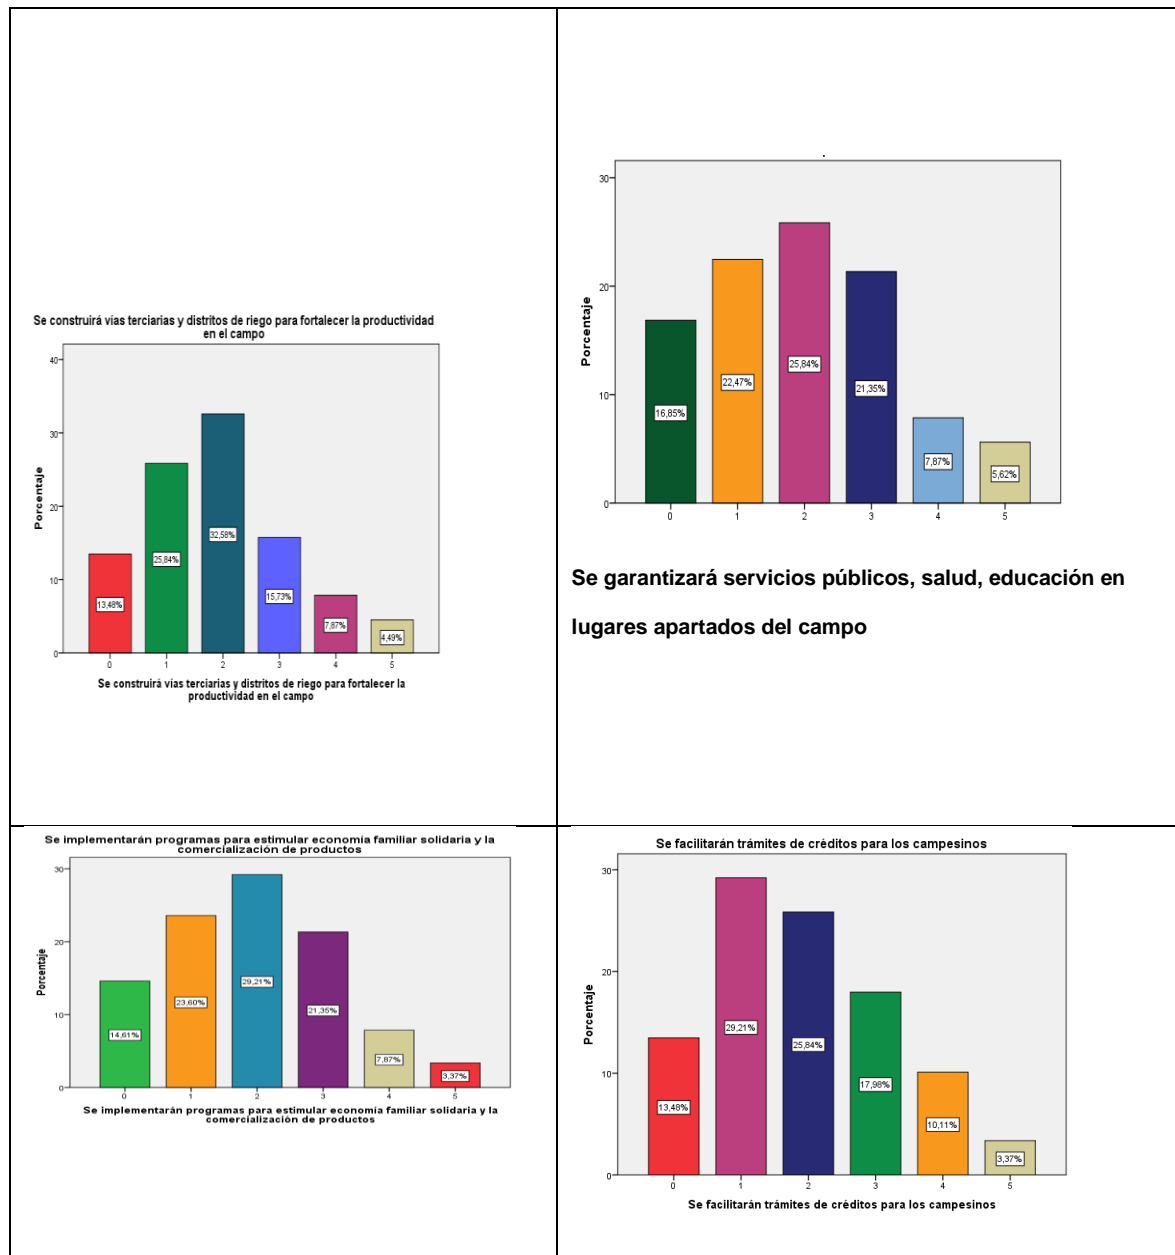 Se construirá vías terciarias y distritos de riego para fortalecer la productividad
en el campo
40
30
20
10
0
Porcentaje
13,48%
25,84%
32,58%
15,73%
7,87%
4,49%
0 1 2 3 4 5
Se construirá vías terciarias y distritos de riego para fortalecer la
productividad en el campo
30
20
10
0
Porcentaje
16,85%
22,47%
25,84%
21,35%
7,87%
5,62%
0 1 2 3 4 5
Se garantizará servicios públicos, salud, educación en
lugares apartados del campo
Se implementarán programas para estimular economía familiar solidaria y la
comercialización de productos
30
20
10
0
Porcentaje
14,61%
23,60%
29,21%
21,35%
7,87%
3,37%
0 1 2 3 4 5
Se implementarán programas para estimular economía familiar solidaria y la
comercialización de productos
Se facilitarán trámites de créditos para los campesinos
30
20
10
0
Porcentaje
13,48%
29,21%
25,84%
17,98%
10,11%
3,37%
0 1 2 3 4 5
Se facilitarán trámites de créditos para los campesinos